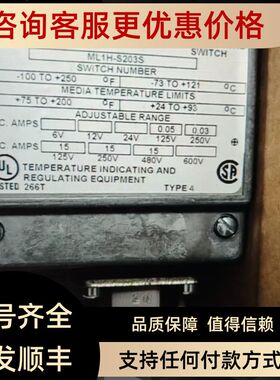 咨询客服更优惠价格
SWITCH
ML1H-S203S
SWITCH NUMBER
-100 TO +250 °F -73 TO +121 °C
MEDIA TEMPERATURE LIMITS
+75 TO +200 °F +24 TO +93 °C
ADJUSTABLE RANGE
C. AMPS 0.05 0.03
6V 12V 24V 125V 250V
C. AMPS 15 15 15
125V 250V 480V 600V
UL
TEMPERATURE INDICATING AND
REGULATING EQUIPMENT
STED 266T TYPE 4
SA
号齐全
品质保障 值得信赖
发顺丰
支持任何付款方式